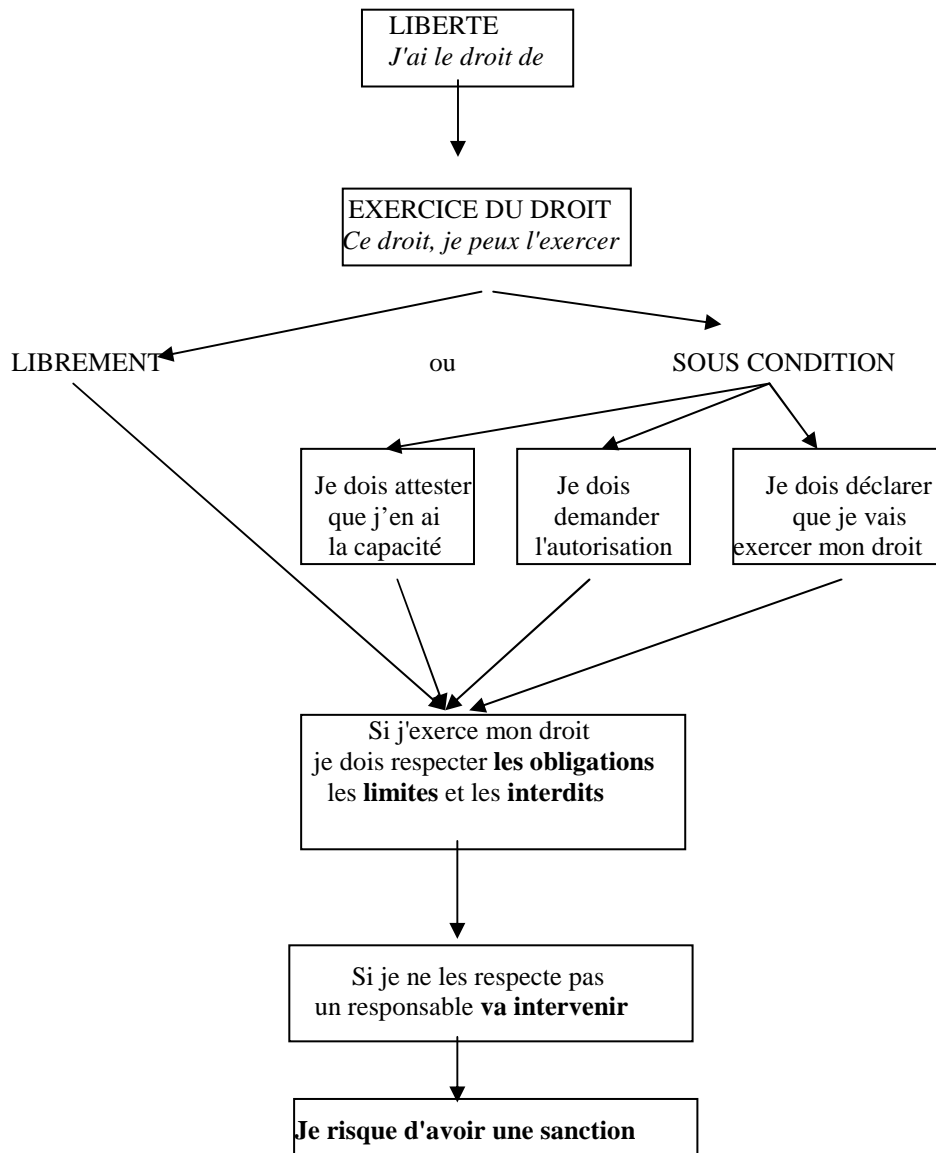 LIBERTE
J'ai le droit de
EXERCICE DU DROIT
Ce droit, je peux l'exercer
LIBREMENT
ou
SOUS CONDITION
Je dois attester
que j’en ai
la capacité
Je dois
demander
l'autorisation
Je dois déclarer
que je vais
exercer mon droit
Si j'exerce mon droit
je dois respecter les obligations
les limites et les interdits
Si je ne les respecte pas
un responsable va intervenir
Je risque d'avoir une sanction